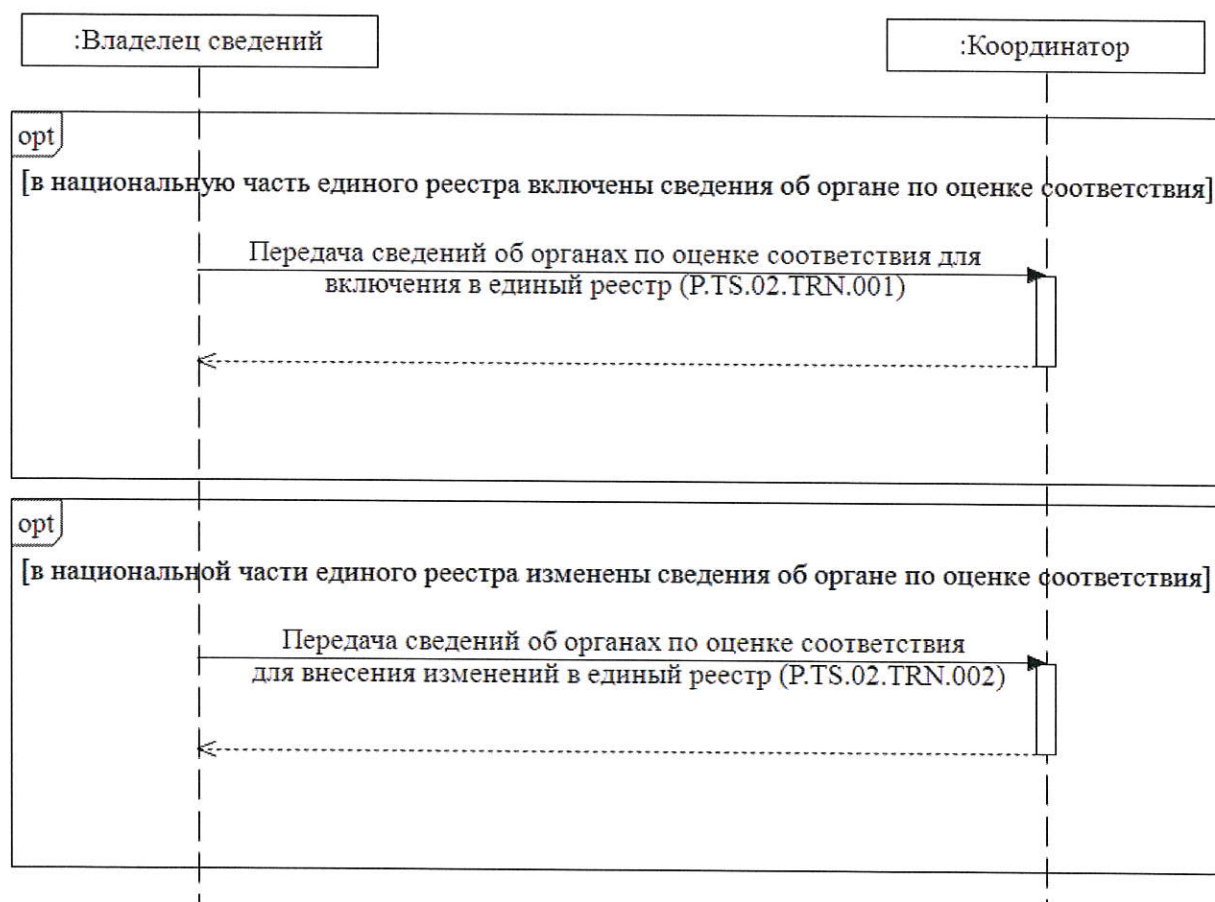 :Владелец сведений
:Координатор
opt
[в национальную часть единого реестра включены сведения об органе по оценке соответствия]
Передача сведений об органах по оценке соответствия для
включения в единый реестр (P.TS.02.TRN.001)
opt
[в национальной части единого реестра изменены сведения об органе по оценке соответствия]
Передача сведений об органах по оценке соответствия
для внесения изменений в единый реестр (P.TS.02.TRN.002)